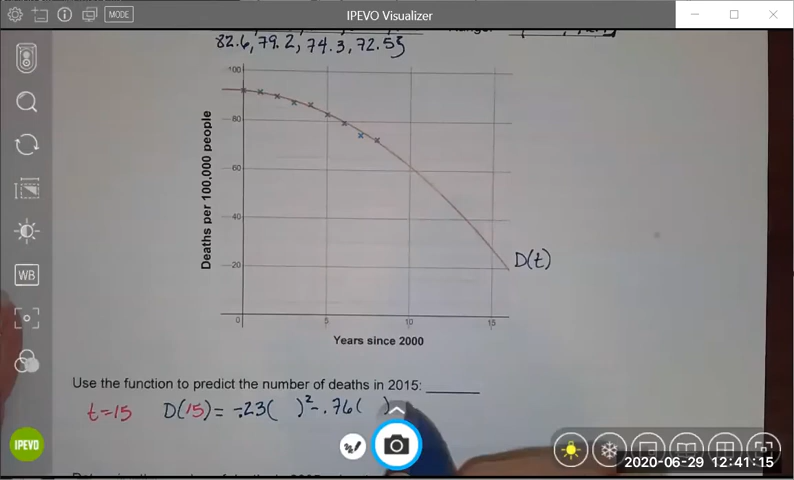 MODE
IPEVO Visualizer
82.6, 79.2, 74.3, 72.5}
100
80
60
40
20
0
5
10
15
Deaths per 100,000 people
D(t)
Years since 2000
Use the function to predict the number of deaths in 2015:
t=15 D(15) = -.23( )² - .76( )
WB
IPEVO
2020-06-29 12:41:15